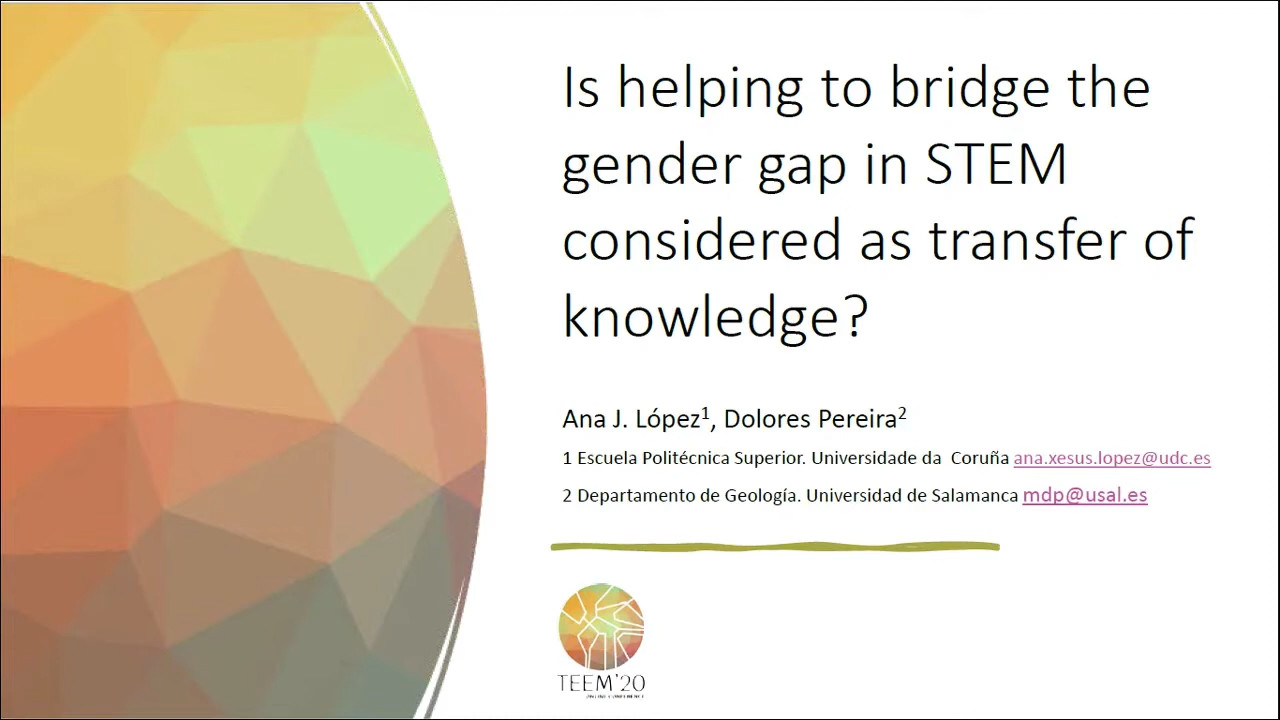 Is helping to bridge the
gender gap in STEM
considered as transfer of
knowledge?
Ana J. López¹, Dolores Pereira²
1 Escuela Politécnica Superior. Universidade da Coruña ana.xesus.lopez@udc.es
2 Departamento de Geología. Universidad de Salamanca mdp@usal.es
TEEM'20